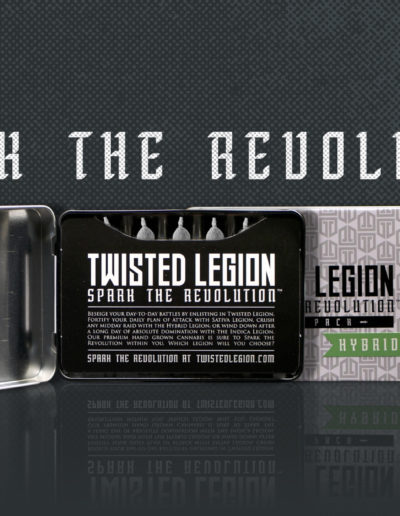 K THE REVOLU
TWISTED LEGION
SPARK THE REVOLUTION™
Beseige your day-to-day battles by enlisting in Twisted Legion.
Fortify your daily plan of attack with Sativa Legion, crush
any midday raid with the Hybrid Legion, or wind down after
a long day of absolute domination with the Indica Legion.
Our premium hand grown cannabis is sure to Spark the
Revolution within you. Which Legion will you choose?
SPARK THE REVOLUTION AT TWISTEDLEGION.COM
LEGION
REVOLUTION™
PACK
HYBRID